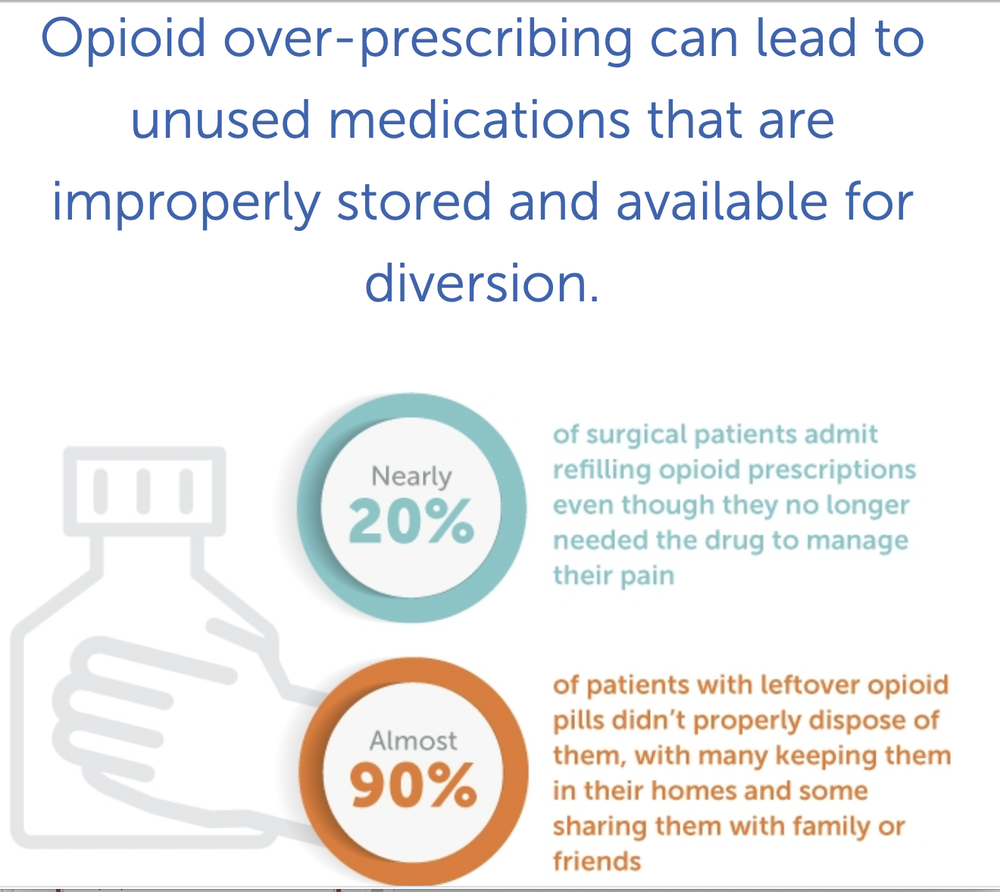 Opioid over-prescribing can lead to
unused medications that are
improperly stored and available for
diversion.
Nearly
20%
of surgical patients admit
refilling opioid prescriptions
even though they no longer
needed the drug to manage
their pain
Almost
90%
of patients with leftover opioid
pills didn't properly dispose of
them, with many keeping them
in their homes and some
sharing them with family or
friends